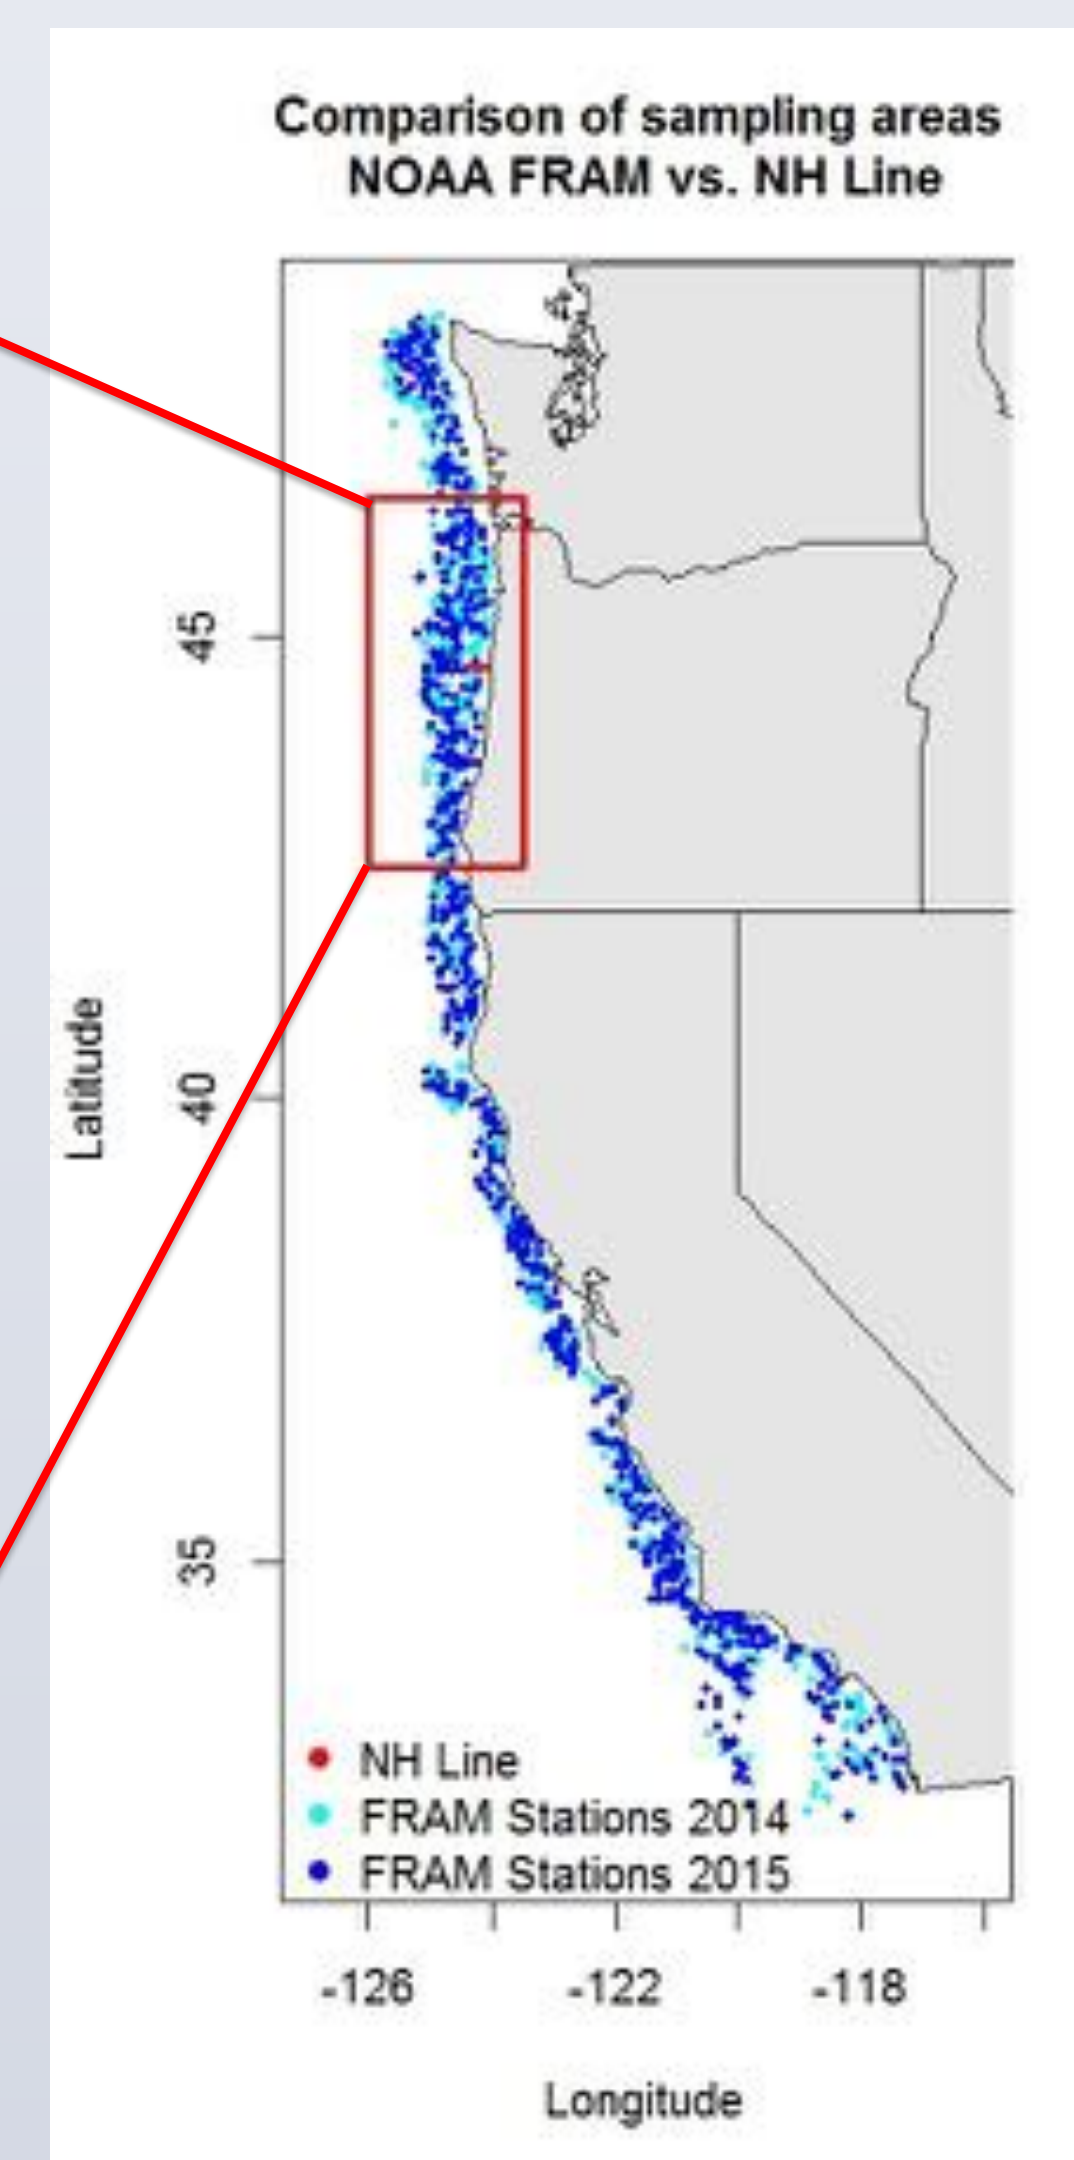 Comparison of sampling areas
NOAA FRAM vs. NH Line
45
40
35
Latitude
NH Line
FRAM Stations 2014
FRAM Stations 2015
-126 -122 -118
Longitude